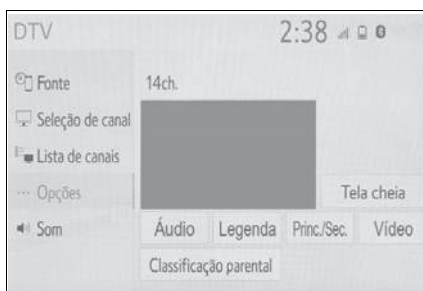 DTV 2:38
Fonte
14ch.
Seleção de canal
Lista de canais
··· Opções
Tela cheia
Som
Áudio Legenda Princ./Sec. Vídeo
Classificação parental